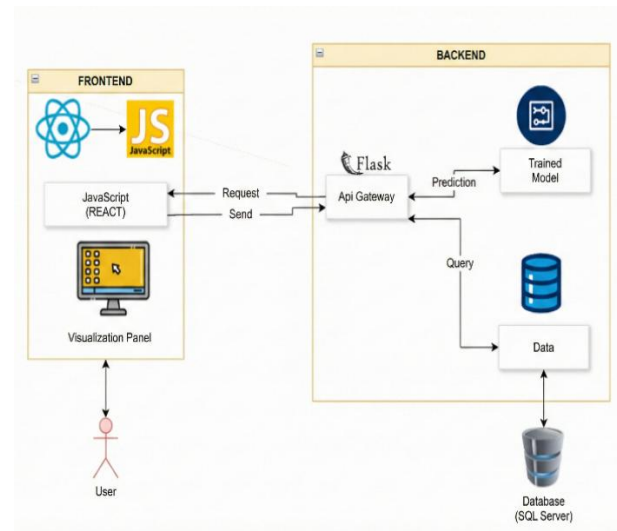 FRONTEND
JS
JavaScript
JavaScript
(REACT)
Visualization Panel
User
Request
Send
BACKEND
Flask
Api Gateway
Prediction
Trained
Model
Query
Data
Database
(SQL Server)